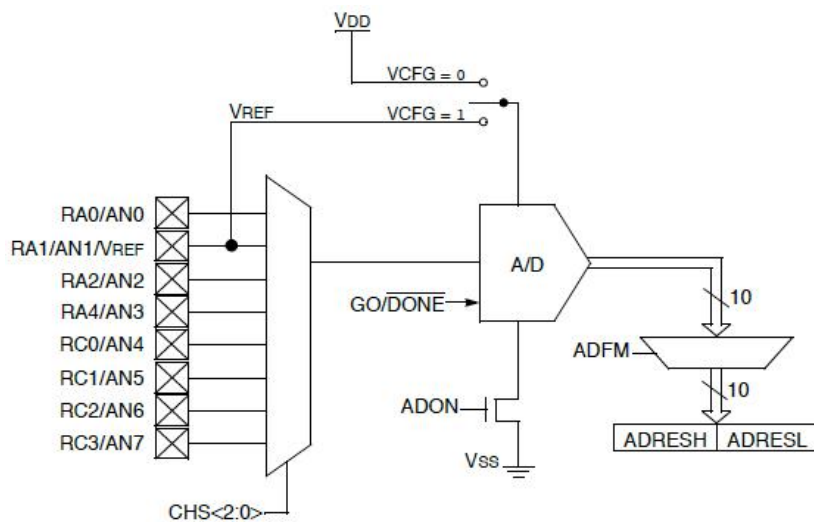 VDD
VCFG = 0
VREF
VCFG = 1
RA0/AN0
RA1/AN1/VREF
RA2/AN2
RA4/AN3
RC0/AN4
RC1/AN5
RC2/AN6
RC3/AN7
CHS<2:0>
A/D
GO/DONE
ADON
VSS
10
ADFM
10
ADRESH ADRESL